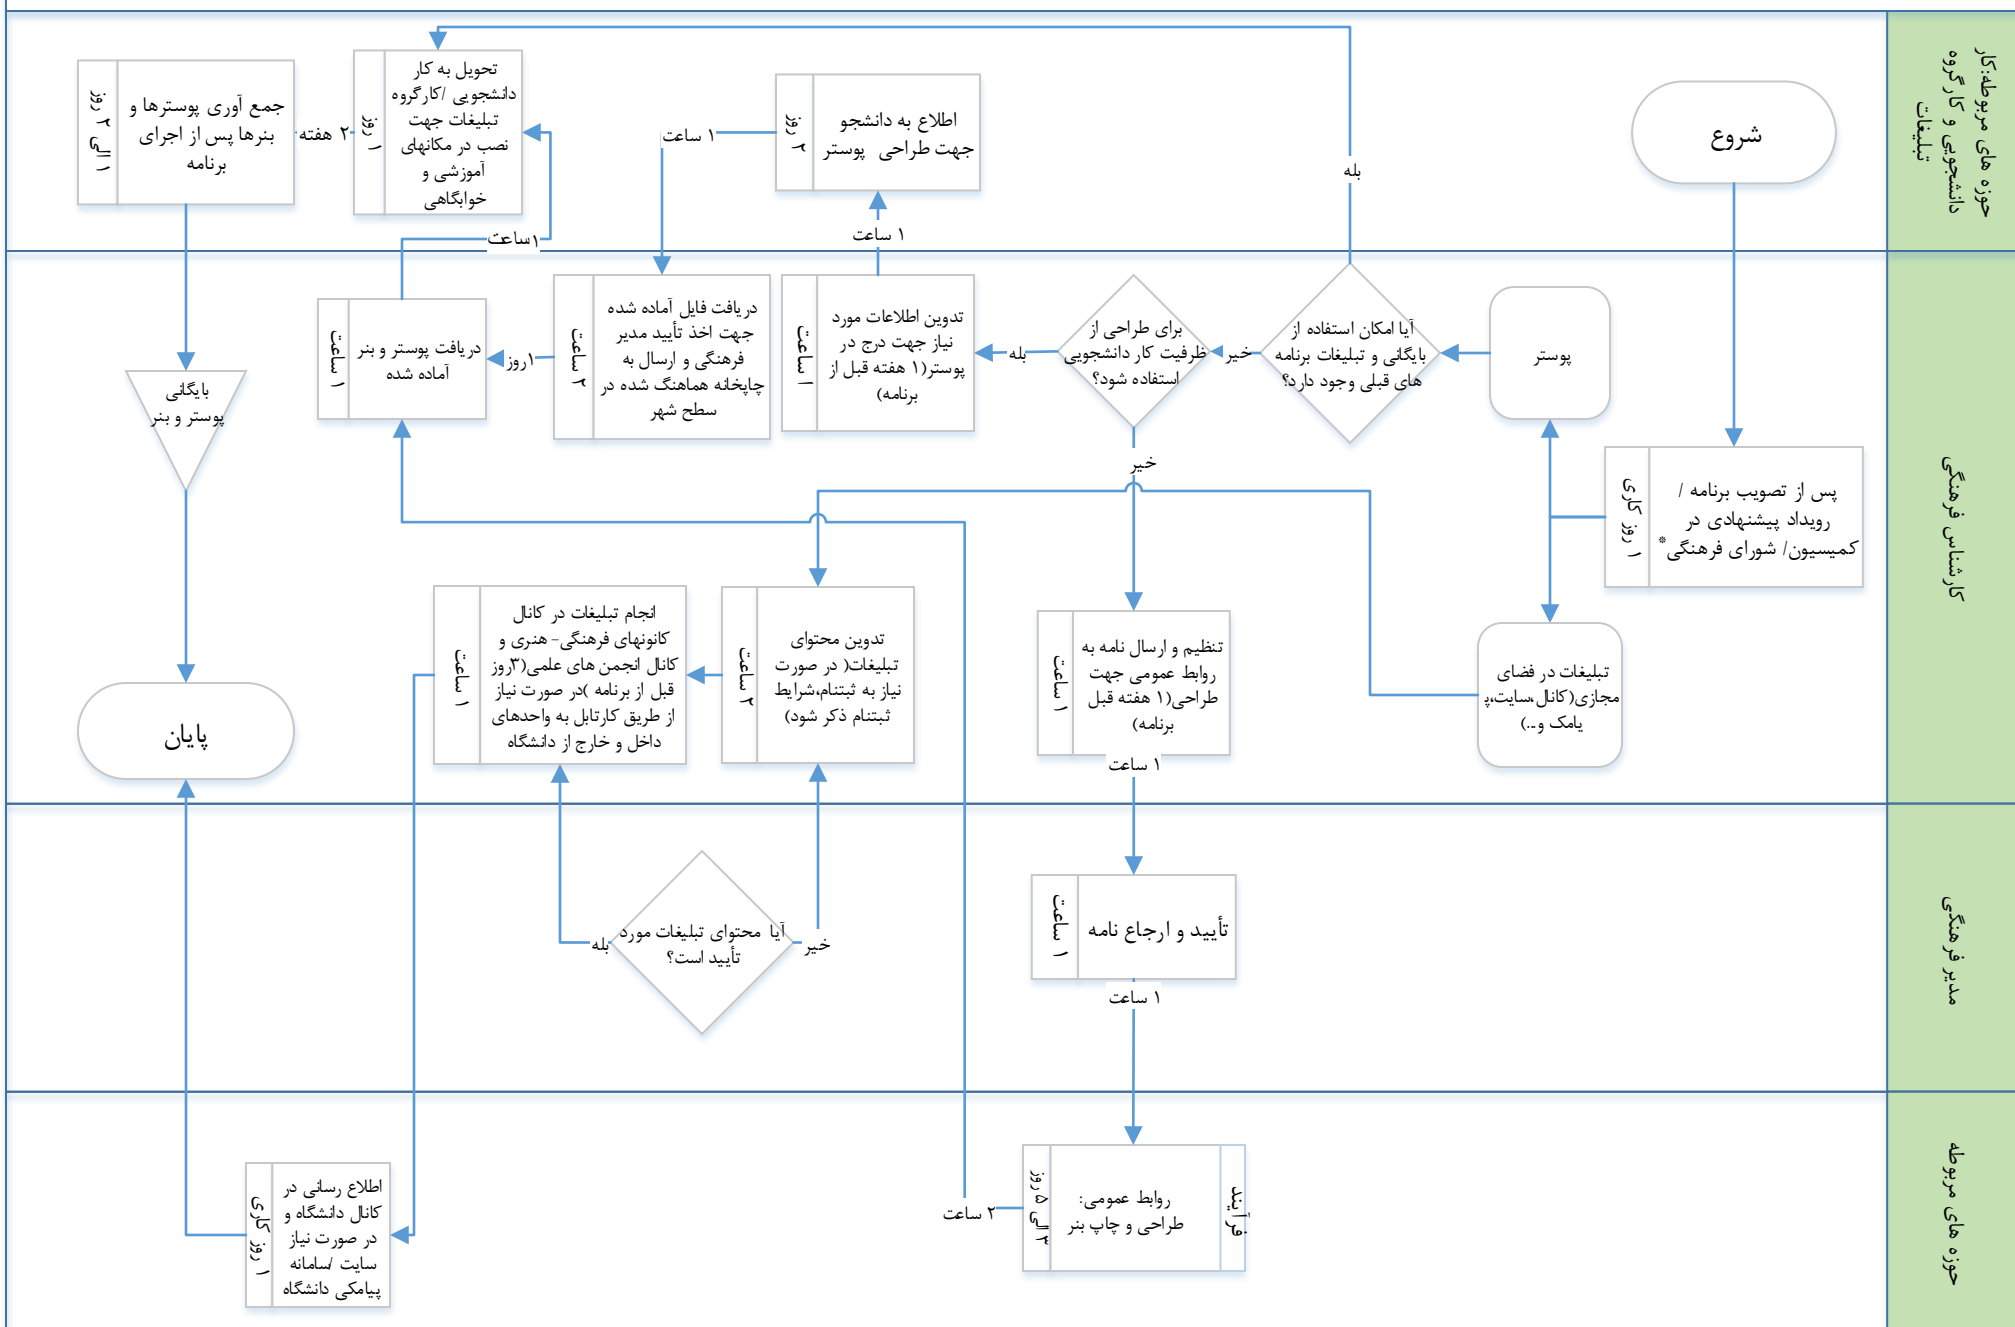 حوزه های مربوطه:کار
دانشجویی و کارگروه
تبلیغات
شروع
بله
اطلاع به دانشجو
جهت طراحی پوستر
۲ روز
۱ ساعت
۱ ساعت
تحویل به کار
دانشجویی /کارگروه
تبلیغات جهت
نصب در مکانهای
آموزشی و
خوابگاهی
۱ روز
۲ هفته
جمع آوری پوسترها و
بنرها پس از اجرای
برنامه
۱ الی ۲ روز
۱ساعت
کارشناس فرهنگی
پس از تصویب برنامه /
رویداد پیشنهادی در
کمیسیون/ شورای فرهنگی*
۱ روز کاری
پوستر
آیا امکان استفاده از
بایگانی و تبلیغات برنامه
های قبلی وجود دارد؟
خیر
برای طراحی از
ظرفیت کار دانشجویی
استفاده شود؟
بله
خیر
تدوین اطلاعات مورد
نیاز جهت درج در
پوستر(۱ هفته قبل از
برنامه)
۱ ساعت
دریافت فایل آماده شده
جهت اخذ تأیید مدیر
فرهنگی و ارسال به
چاپخانه هماهنگ شده در
سطح شهر
۲ ساعت
۱روز
دریافت پوستر و بنر
آماده شده
۱ ساعت
بایگانی
پوستر و بنر
تبلیغات در فضای
مجازی(کانال،سایت،پ
یامک و...)
تنظیم و ارسال نامه به
روابط عمومی جهت
طراحی(۱ هفته قبل
برنامه)
۱ ساعت
۱ ساعت
تدوین محتوای
تبلیغات( در صورت
نیاز به ثبتنام،شرایط
ثبتنام ذکر شود)
۲ ساعت
انجام تبلیغات در کانال
کانونهای فرهنگی- هنری و
کانال انجمن های علمی(۳روز
قبل از برنامه )در صورت نیاز
از طریق کارتابل به واحدهای
داخل و خارج از دانشگاه
۱ ساعت
پایان
مدیر فرهنگی
تأیید و ارجاع نامه
۱ ساعت
۱ ساعت
آیا محتوای تبلیغات مورد
تأیید است؟
خیر
بله
حوزه های مربوطه
فرآیند
روابط عمومی:
طراحی و چاپ بنر
۳ الی ۵ روز
۲ ساعت
اطلاع رسانی در
کانال دانشگاه و
در صورت نیاز
سایت /سامانه
پیامکی دانشگاه
۱ روز کاری